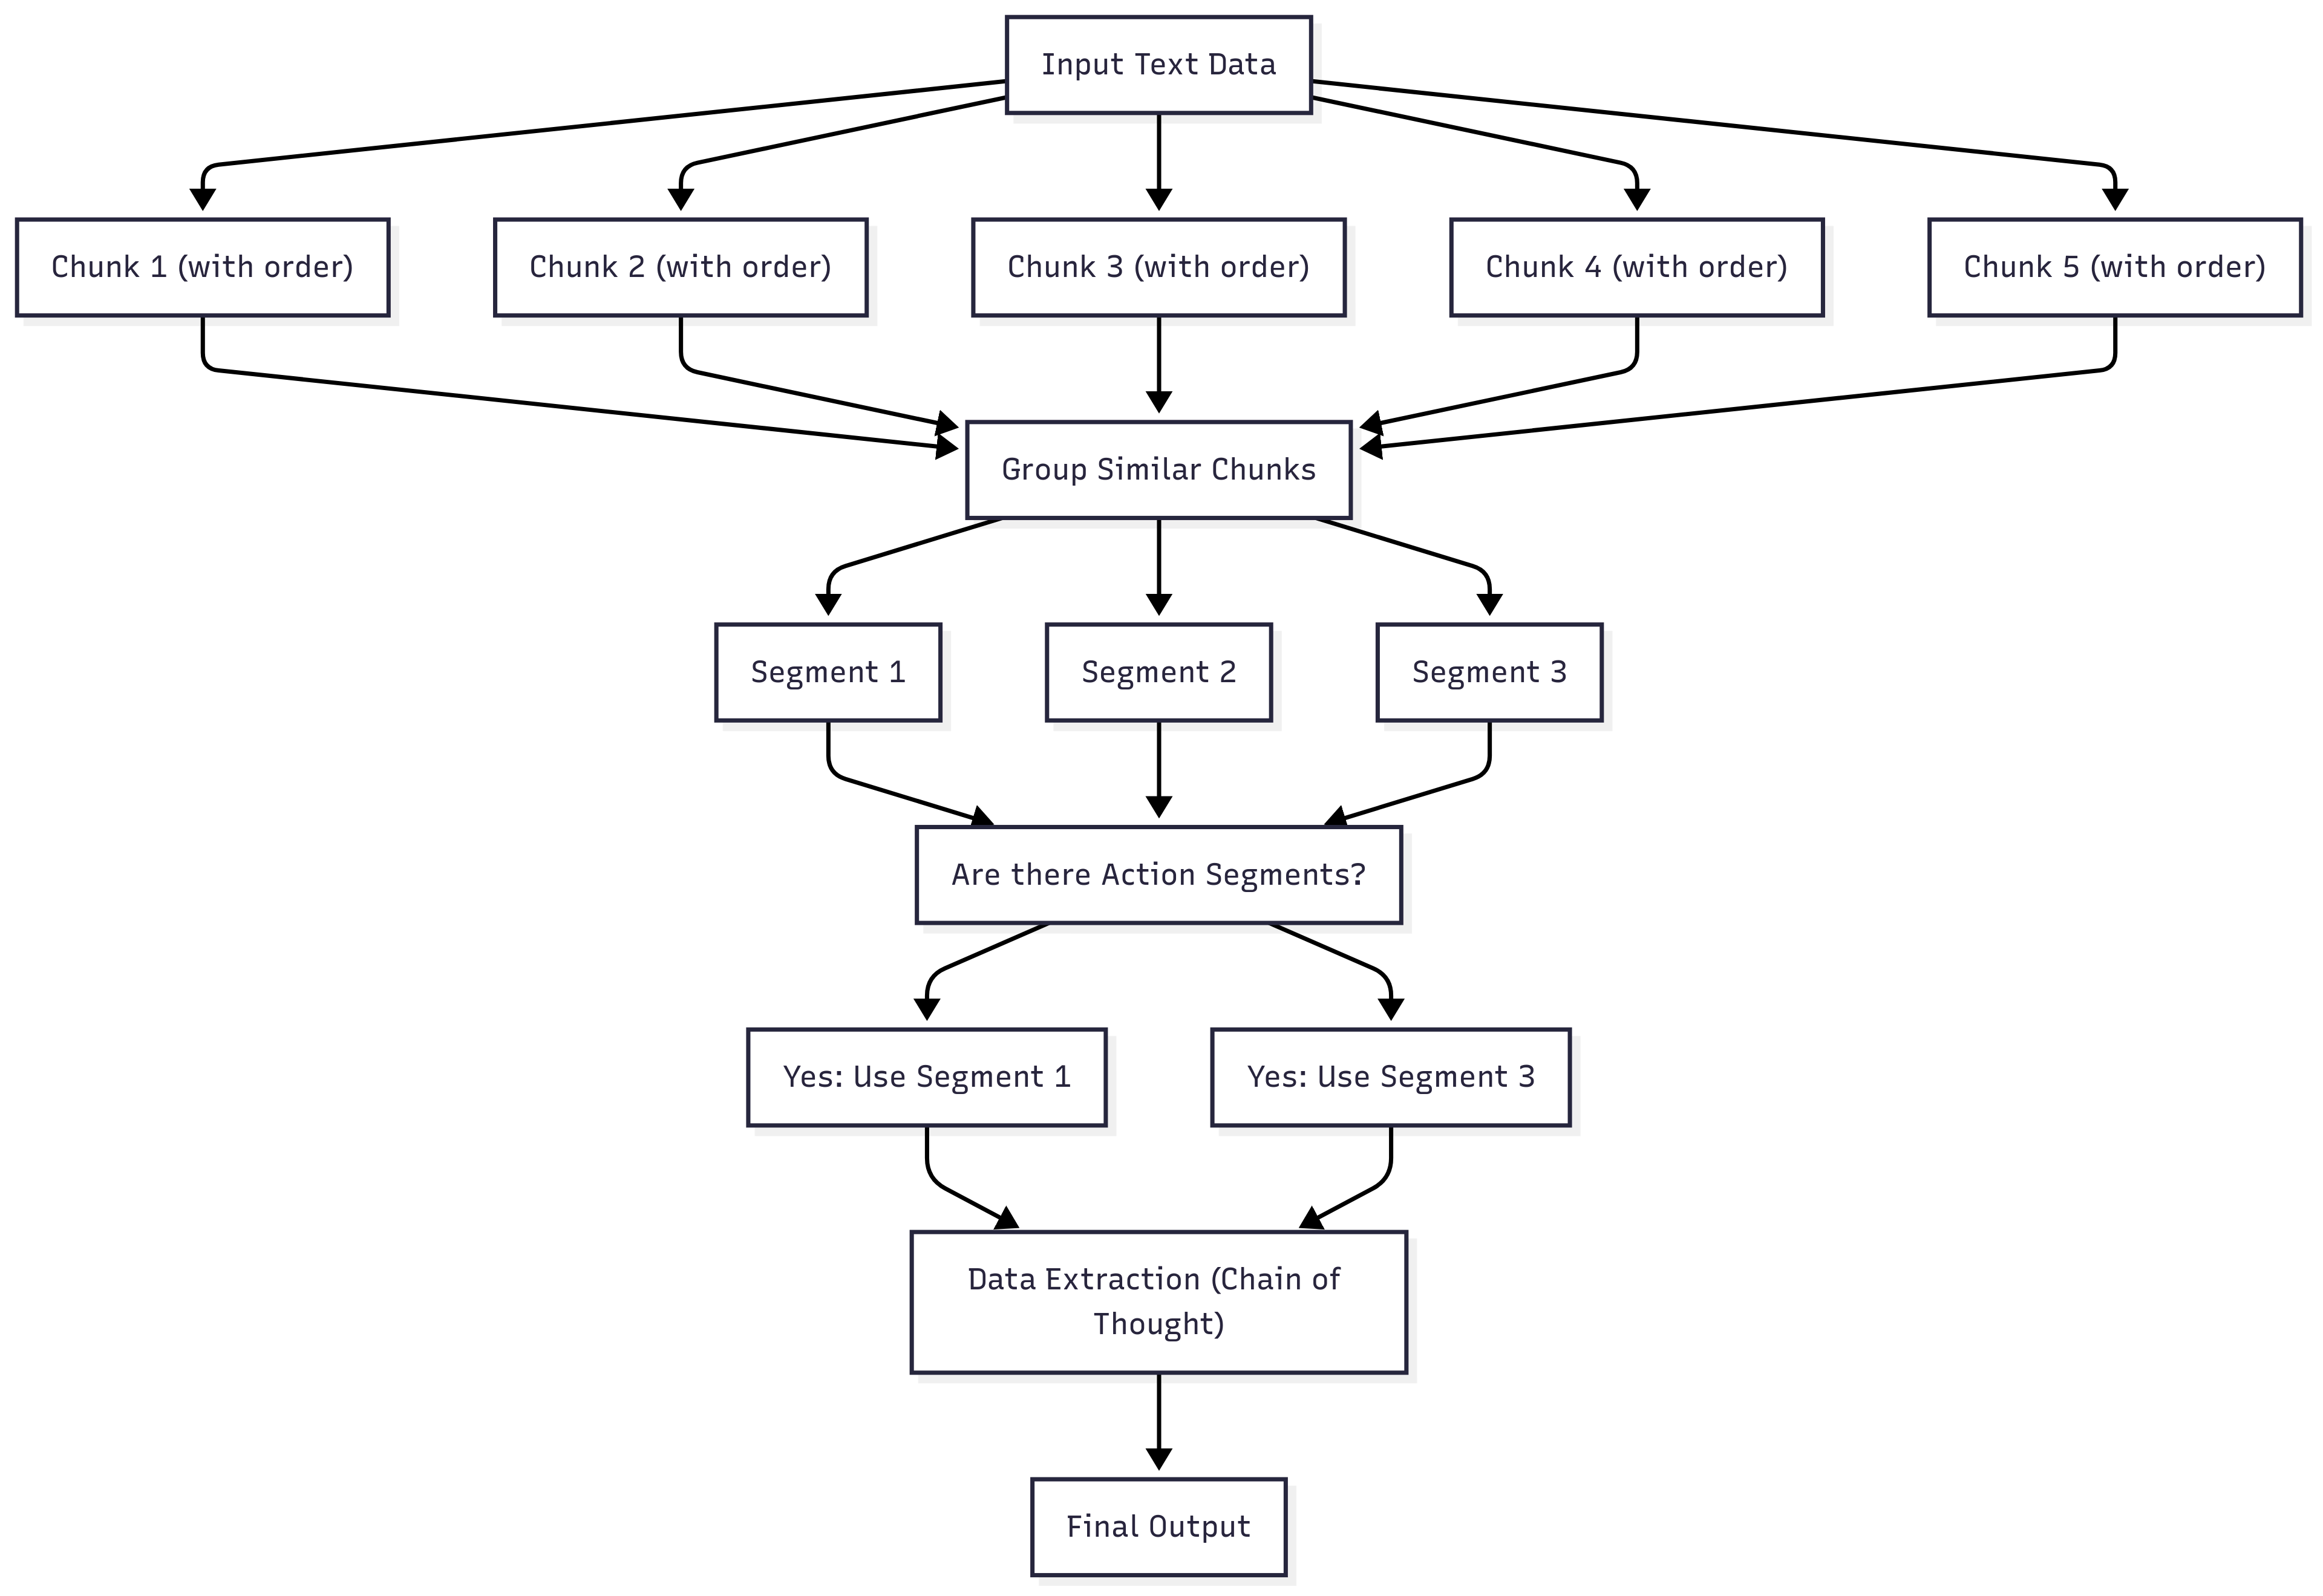 Input Text Data
Chunk 1 (with order)
Chunk 2 (with order)
Chunk 3 (with order)
Chunk 4 (with order)
Chunk 5 (with order)
Group Similar Chunks
Segment 1
Segment 2
Segment 3
Are there Action Segments?
Yes: Use Segment 1
Yes: Use Segment 3
Data Extraction (Chain of
Thought)
Final Output